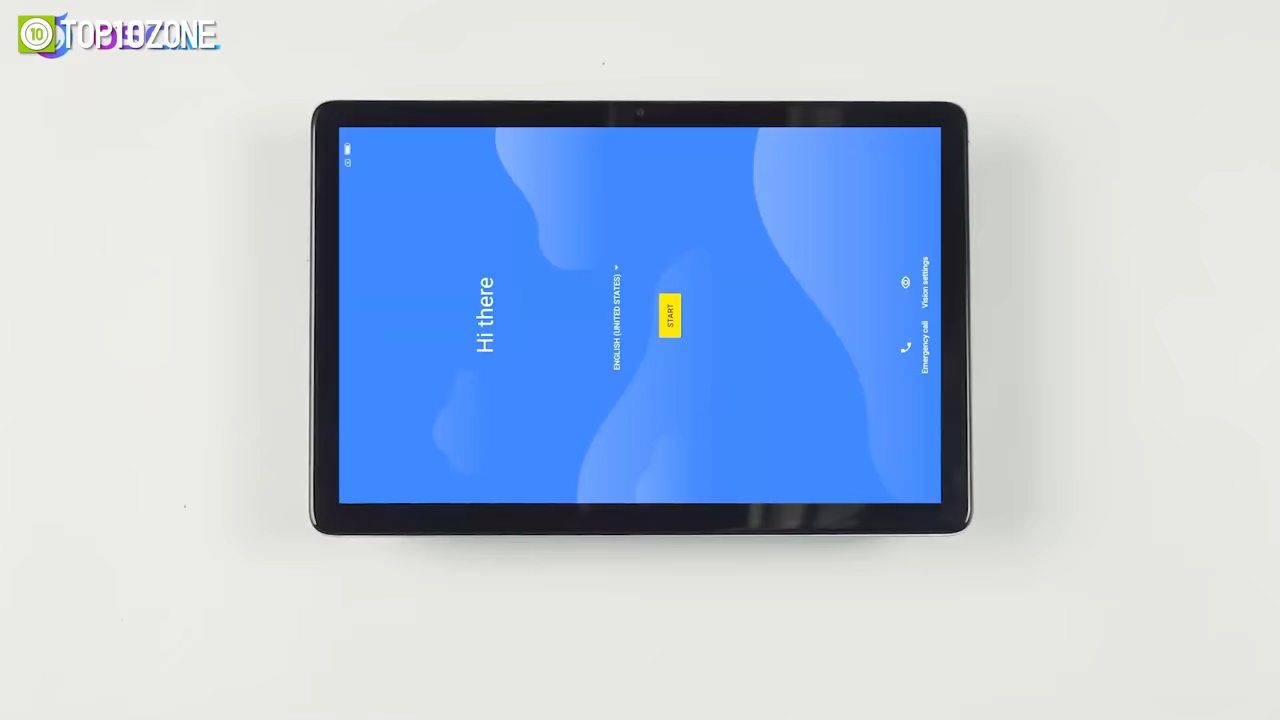 TOP10ZONE
Hi there
ENGLISH (UNITED STATES)
START
Emergency call
Vision settings